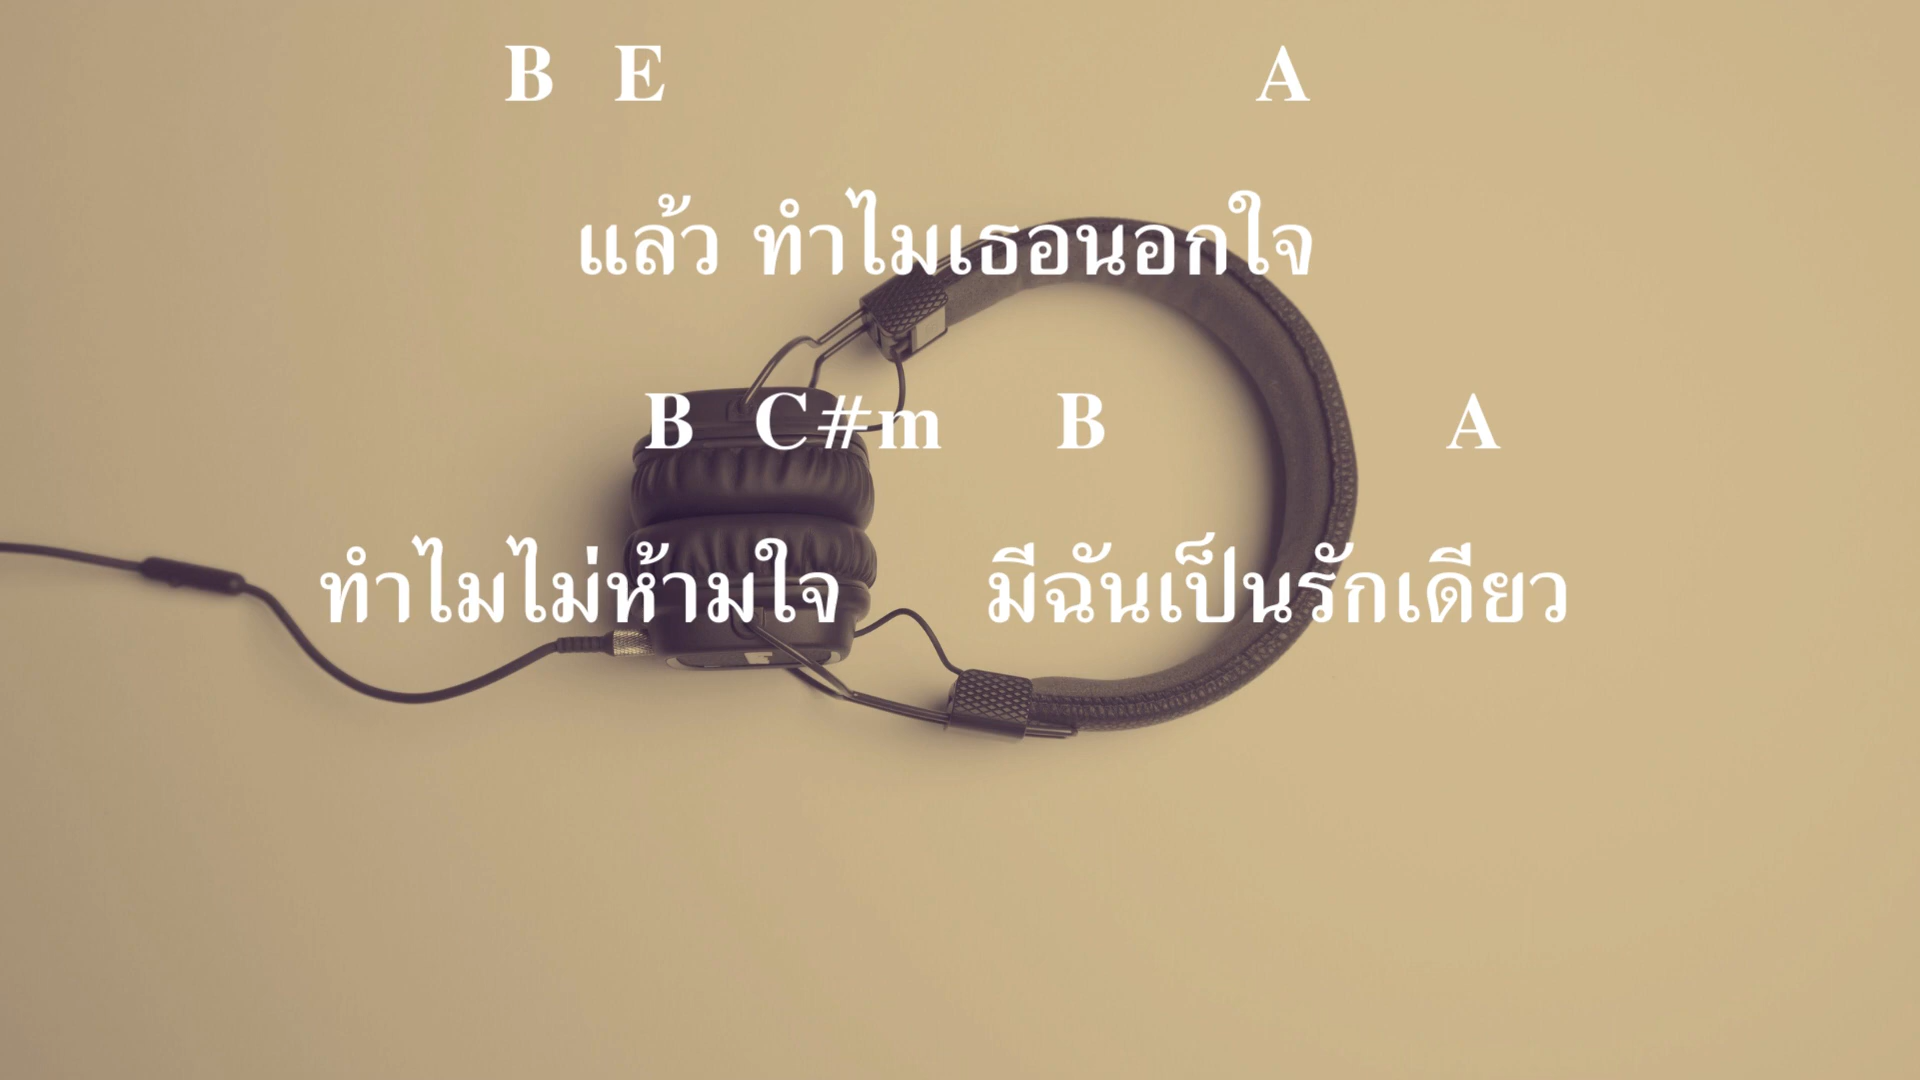 B E A
แล้ว ทำไมเธอนอกใจ
B C#m B A
ทำไมไม่ห้ามใจ มีฉันเป็นรักเดียว